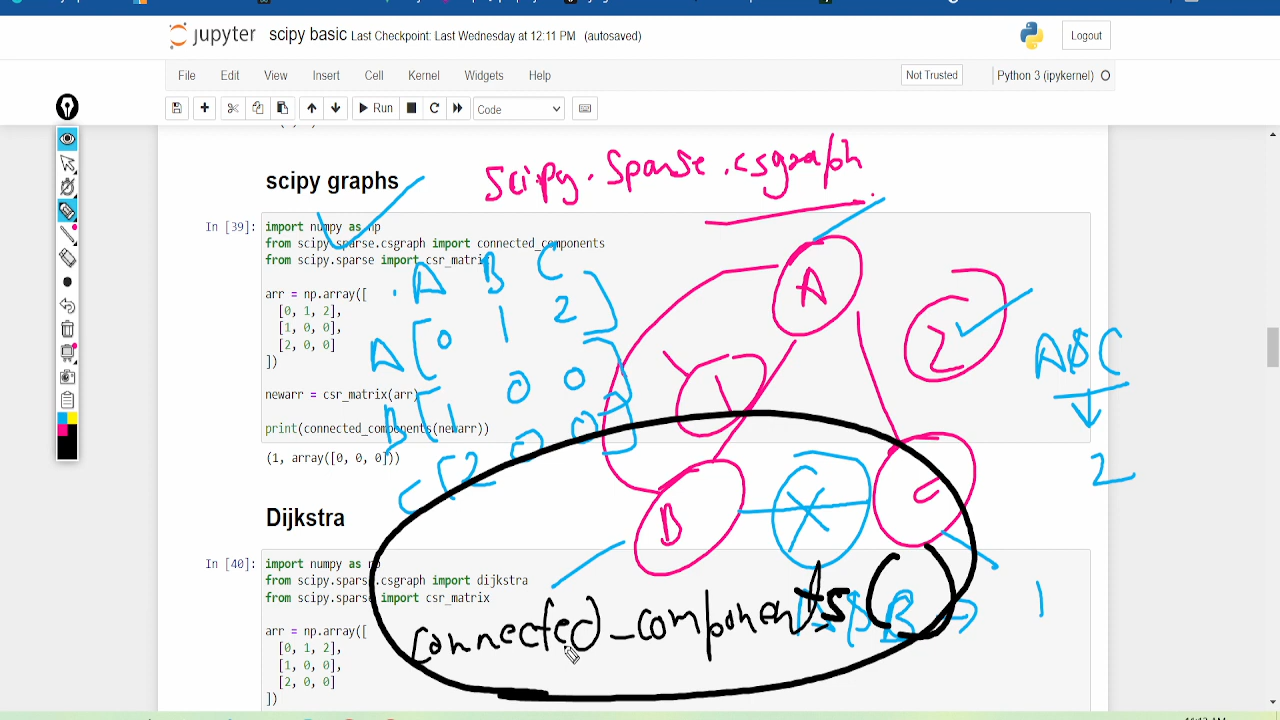 jupyter scipy basic Last Checkpoint: Last Wednesday at 12:11 PM (autosaved)
Logout
File Edit View Insert Cell Kernel Widgets Help
Not Trusted
Python 3 (ipykernel)
Run
Code
scipy graphs
scipy.sparse.csgraph
In [39]:
import numpy as np
from scipy.sparse.csgraph import connected_components
from scipy.sparse import csr_matrix
arr = np.array([
[0, 1, 2],
[1, 0, 0],
[2, 0, 0]
])
newarr = csr_matrix(arr)
print(connected_components(newarr))
(1, array([0, 0, 0]))
A B C
A [0 1 2]
B [1 0 0]
C [2 0 0]
A
1
2
B
C
A B C
2
Dijkstra
In [40]:
import numpy as np
from scipy.sparse.csgraph import dijkstra
from scipy.sparse import csr_matrix
arr = np.array([
[0, 1, 2],
[1, 0, 0],
[2, 0, 0]
])
connected_components()
B
1